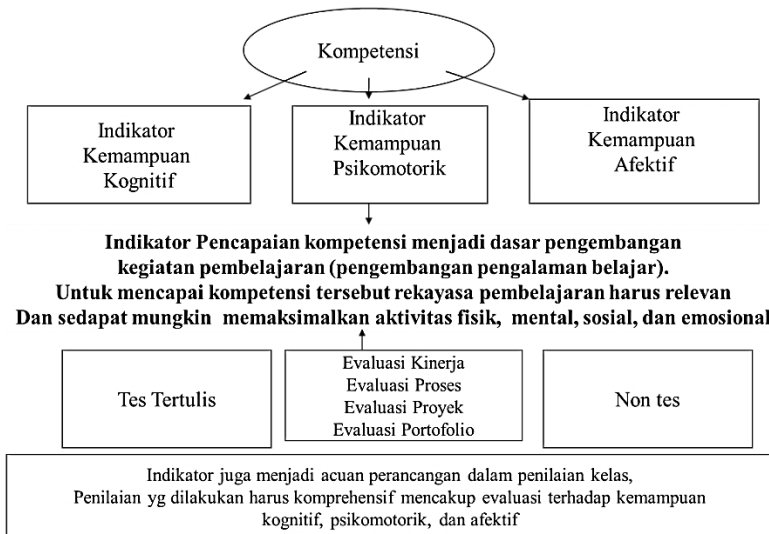 Kompetensi
Indikator
Kemampuan
Kognitif
Indikator
Kemampuan
Psikomotorik
Indikator
Kemampuan
Afektif
Indikator Pencapaian kompetensi menjadi dasar pengembangan
kegiatan pembelajaran (pengembangan pengalaman belajar).
Untuk mencapai kompetensi tersebut rekayasa pembelajaran harus relevan
Dan sedapat mungkin memaksimalkan aktivitas fisik, mental, sosial, dan emosional
Tes Tertulis
Evaluasi Kinerja
Evaluasi Proses
Evaluasi Proyek
Evaluasi Portofolio
Non tes
Indikator juga menjadi acuan perancangan dalam penilaian kelas,
Penilaian yg dilakukan harus komprehensif mencakup evaluasi terhadap kemampuan
kognitif, psikomotorik, dan afektif